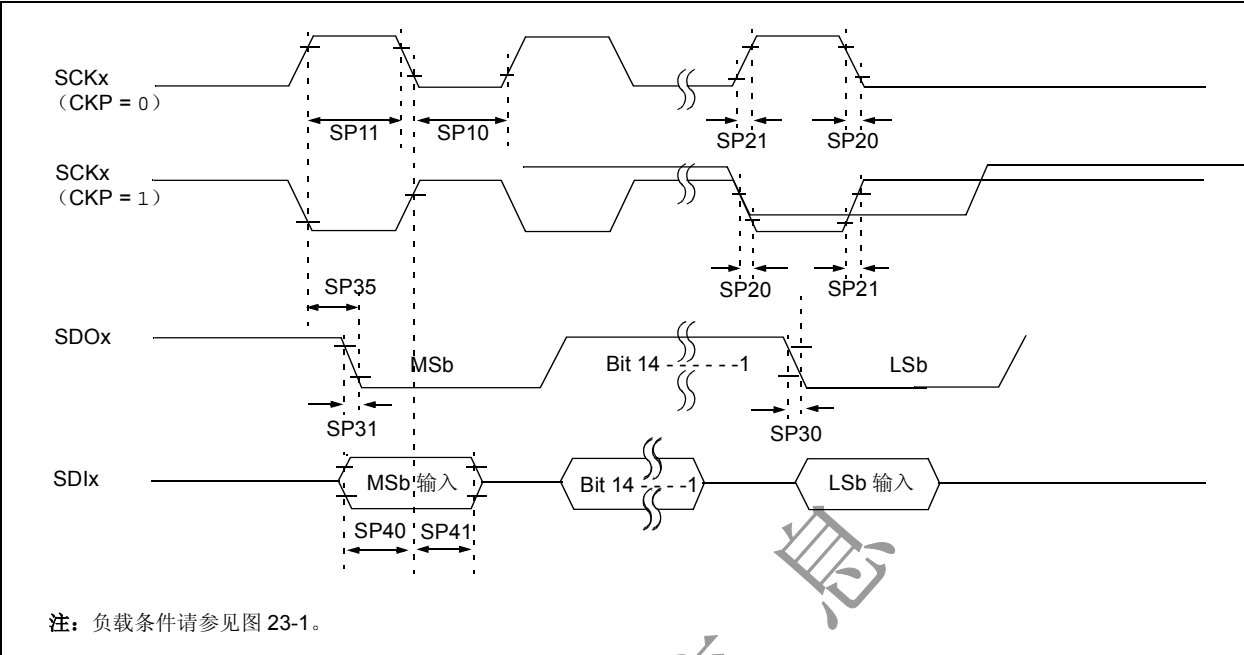 SCKx
（CKP = 0）
SP11
SP10
SP21
SP20
SCKx
（CKP = 1）
SP35
SP20
SP21
SDOx
MSb
Bit 14 - - - - - -1
LSb
SP31
SP30
SDIx
MSb 输入
Bit 14 - - - -1
LSb 输入
SP40
SP41
息
注：负载条件请参见图 23-1。